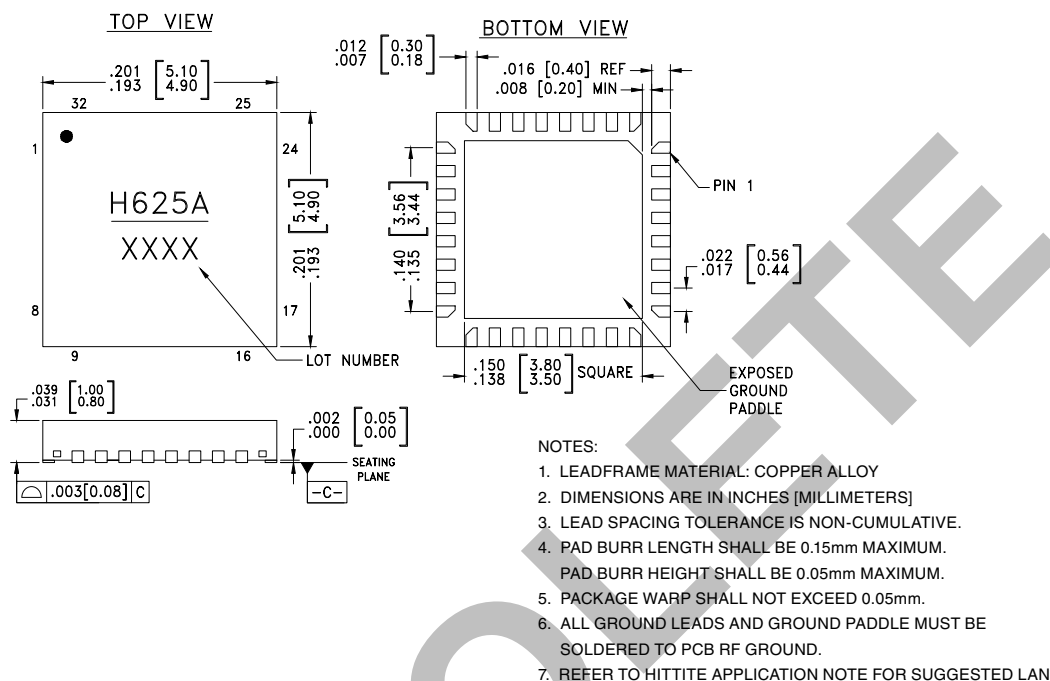 TOP VIEW
.201 [5.10]
.193 [4.90]
32 25
1 24
H625A
XXXX
8 17
9 16
.201 [5.10]
.193 [4.90]
LOT NUMBER
BOTTOM VIEW
.012 [0.30]
.007 [0.18]
.016 [0.40] REF
.008 [0.20] MIN
PIN 1
.140 [3.56]
.135 [3.44]
.022 [0.56]
.017 [0.44]
.150 [3.80]
.138 [3.50] SQUARE
EXPOSED
GROUND
PADDLE
.039 [1.00]
.031 [0.80]
.002 [0.05]
.000 [0.00]
SEATING
PLANE
.003[0.08] C
-C-
NOTES:
1. LEADFRAME MATERIAL: COPPER ALLOY
2. DIMENSIONS ARE IN INCHES [MILLIMETERS]
3. LEAD SPACING TOLERANCE IS NON-CUMULATIVE.
4. PAD BURR LENGTH SHALL BE 0.15mm MAXIMUM.
PAD BURR HEIGHT SHALL BE 0.05mm MAXIMUM.
5. PACKAGE WARP SHALL NOT EXCEED 0.05mm.
6. ALL GROUND LEADS AND GROUND PADDLE MUST BE
SOLDERED TO PCB RF GROUND.
7. REFER TO HITTITE APPLICATION NOTE FOR SUGGESTED LAN
OLETE